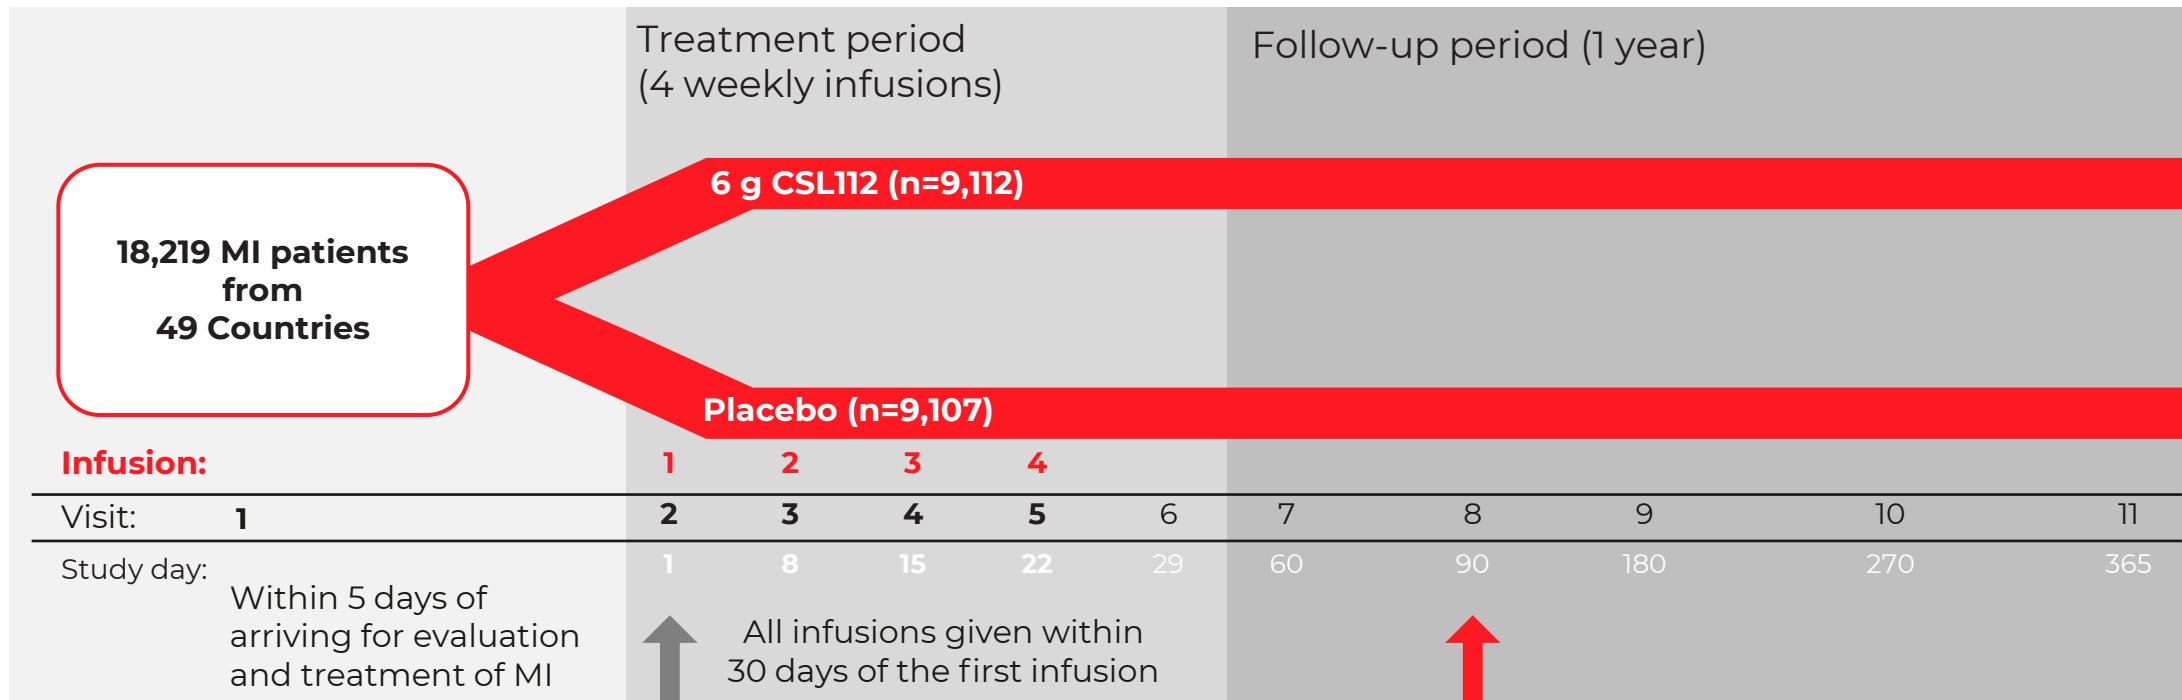 Treatment period
(4 weekly infusions)
Follow-up period (1 year)
6 g CSL112 (n=9,112)
18,219 MI patients
from
49 Countries
Placebo (n=9,107)
Infusion: 1 2 3 4
Visit: 1 2 3 4 5 6 7 8 9 10 11
Study day: 1 8 15 22 29 60 90 180 270 365
Within 5 days of
arriving for evaluation
and treatment of MI
All infusions given within
30 days of the first infusion